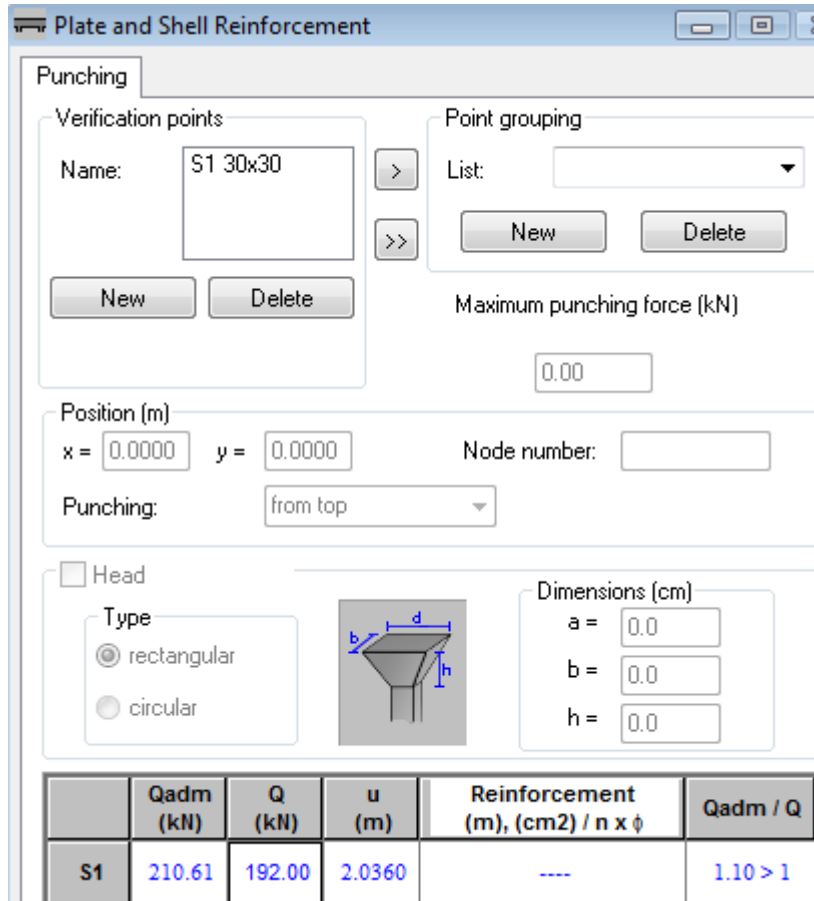 Plate and Shell Reinforcement
Punching
Verification points
Name:
S1 30x30
>
>>
New
Delete
Point grouping
List:
New
Delete
Maximum punching force (kN)
0.00
Position (m)
x = 0.0000 y = 0.0000 Node number:
Punching: from top
Head
Type
rectangular
circular
b d h
Dimensions (cm)
a = 0.0
b = 0.0
h = 0.0
Qadm (kN) Q (kN) u (m) Reinforcement (m), (cm2) / n x ϕ Qadm / Q
S1 210.61 192.00 2.0360 ---- 1.10 > 1